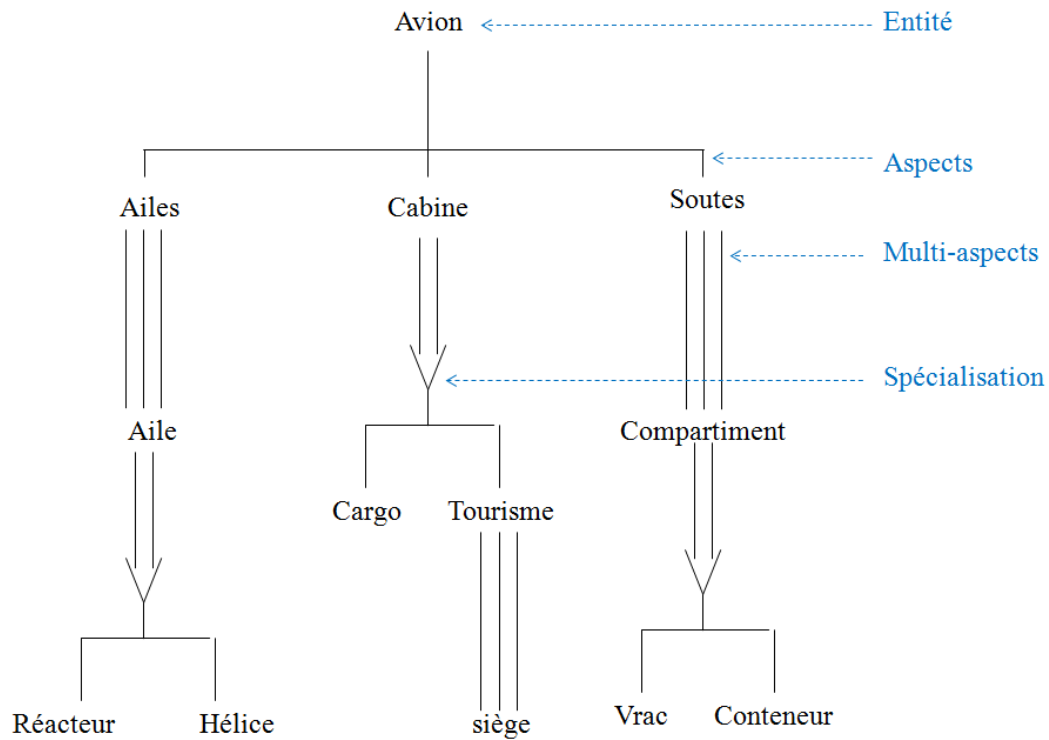 Avion
Entité
Aspects
Ailes
Cabine
Soutes
Multi-aspects
Spécialisation
Aile
Compartiment
Cargo
Tourisme
Réacteur
Hélice
siège
Vrac
Conteneur